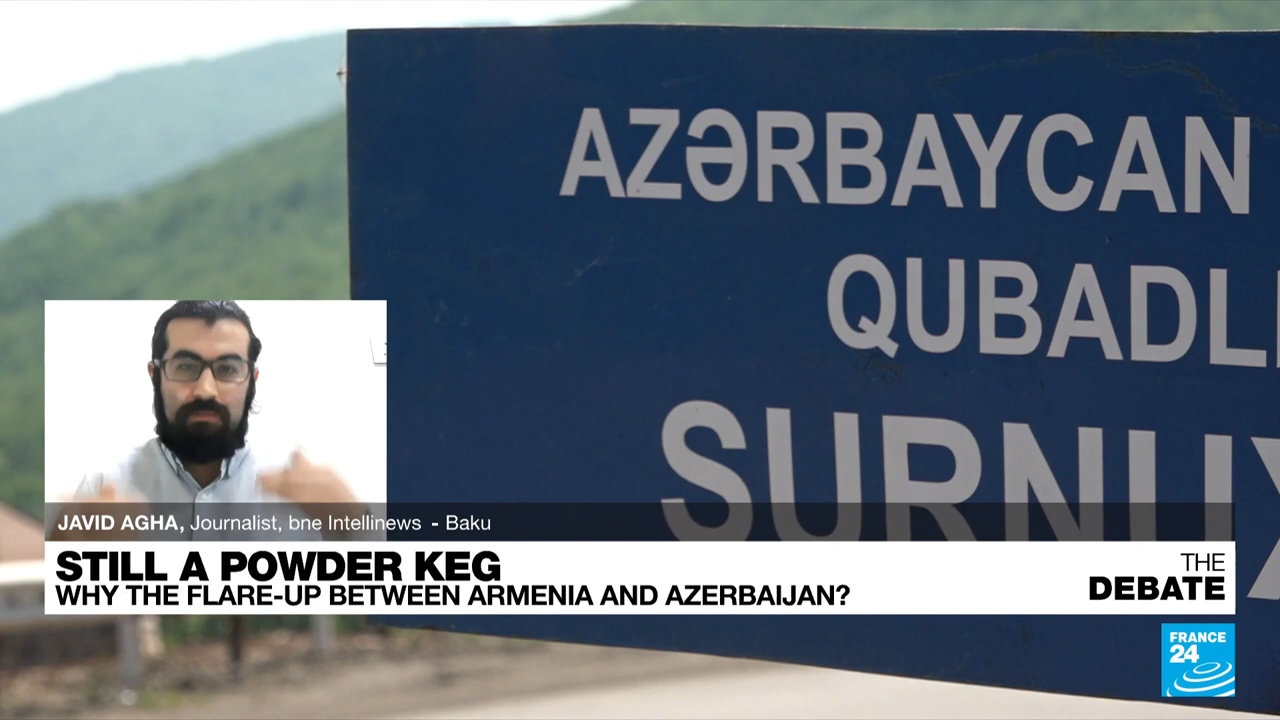 AZƏRBAYCAN
QUBADL
SURNU
JAVID AGHA, Journalist, bne Intellinews - Baku
STILL A POWDER KEG
WHY THE FLARE-UP BETWEEN ARMENIA AND AZERBAIJAN?
THE
DEBATE
FRANCE
24